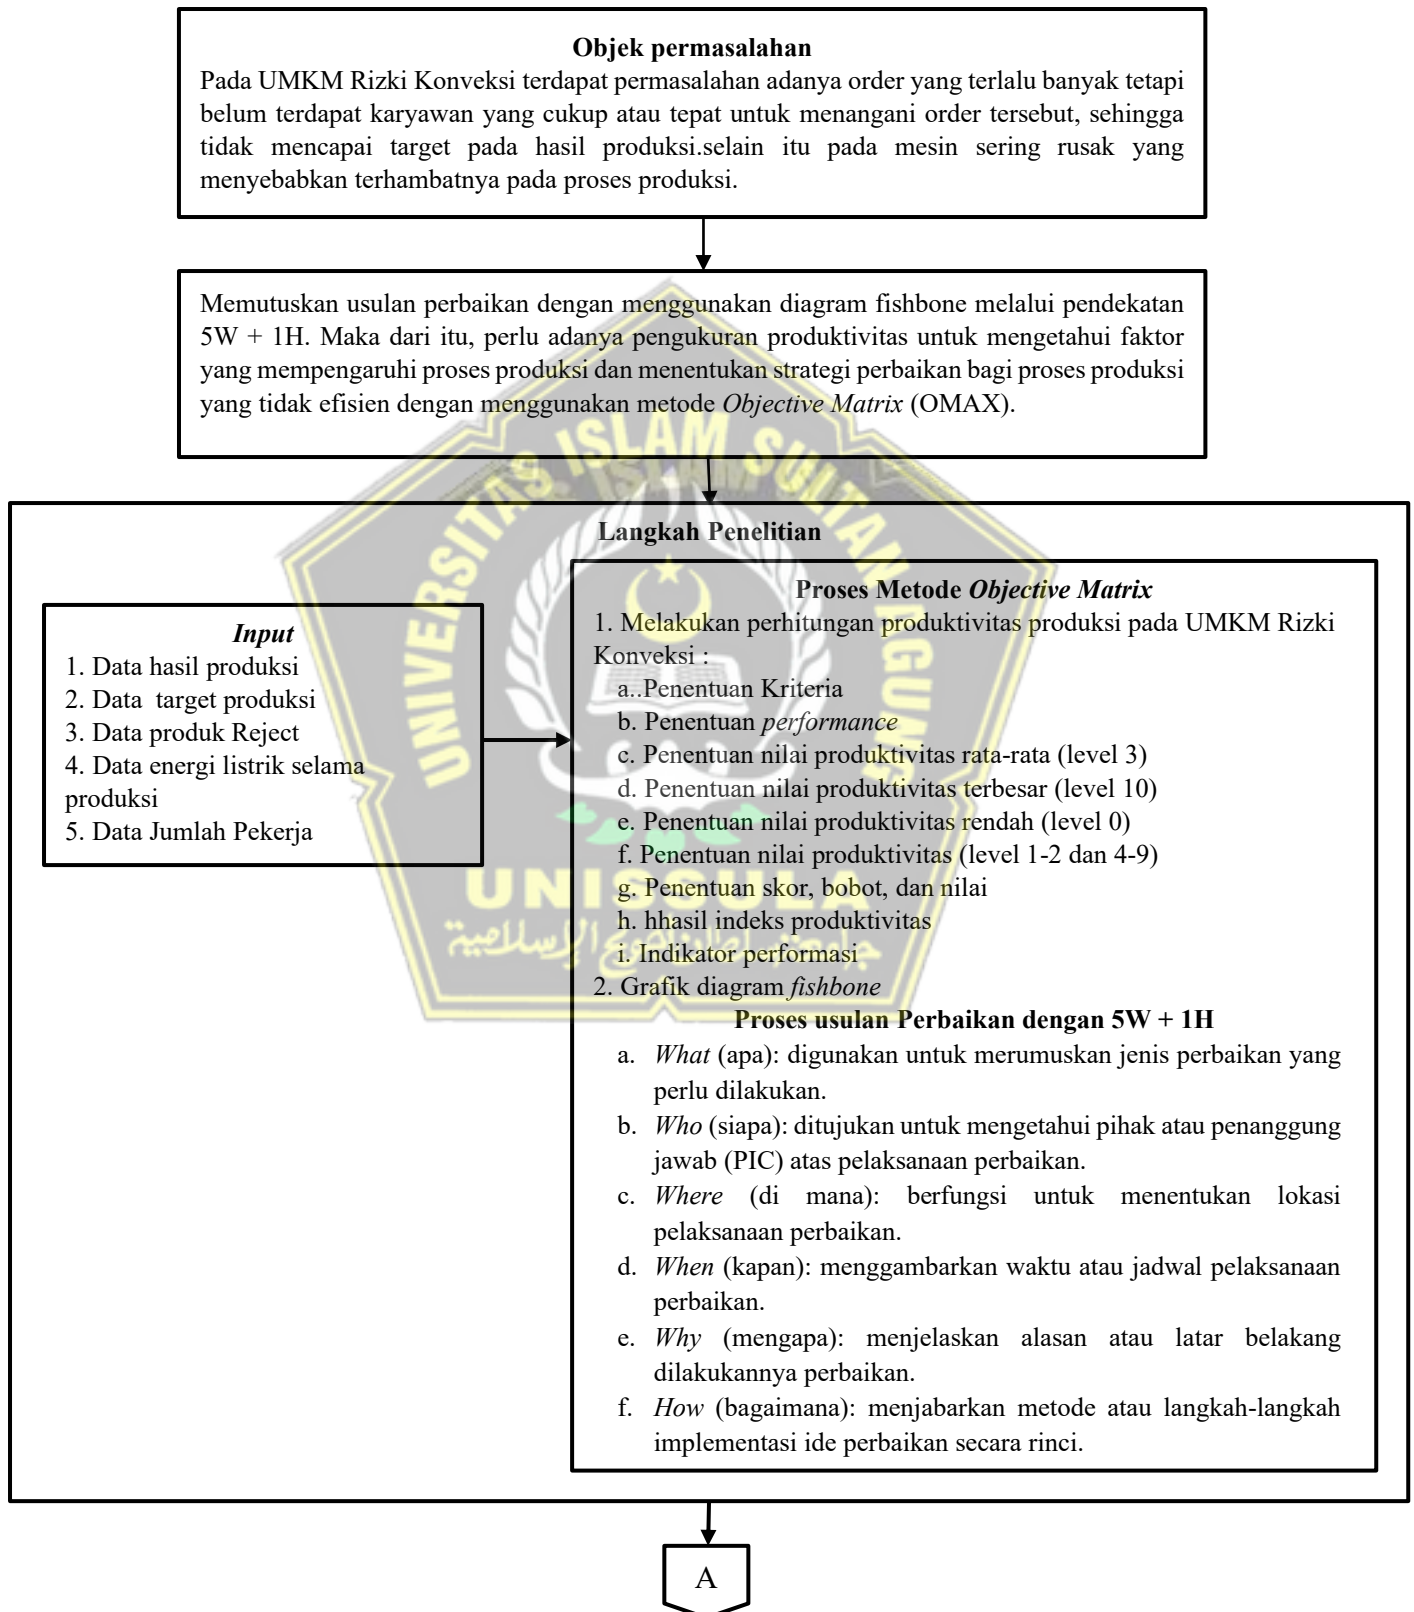 Objek permasalahan
Pada UMKM Rizki Konveksi terdapat permasalahan adanya order yang terlalu banyak tetapi
belum terdapat karyawan yang cukup atau tepat untuk menangani order tersebut, sehingga
tidak mencapai target pada hasil produksi.selain itu pada mesin sering rusak yang
menyebabkan terhambatnya pada proses produksi.
Memutuskan usulan perbaikan dengan menggunakan diagram fishbone melalui pendekatan
5W + 1H. Maka dari itu, perlu adanya pengukuran produktivitas untuk mengetahui faktor
yang mempengaruhi proses produksi dan menentukan strategi perbaikan bagi proses produksi
yang tidak efisien dengan menggunakan metode Objective Matrix (OMAX).
Langkah Penelitian
Input
1. Data hasil produksi
2. Data target produksi
3. Data produk Reject
4. Data energi listrik selama
produksi
5. Data Jumlah Pekerja
Proses Metode Objective Matrix
1. Melakukan perhitungan produktivitas produksi pada UMKM Rizki
Konveksi :
a..Penentuan Kriteria
b. Penentuan performance
c. Penentuan nilai produktivitas rata-rata (level 3)
d. Penentuan nilai produktivitas terbesar (level 10)
e. Penentuan nilai produktivitas rendah (level 0)
f. Penentuan nilai produktivitas (level 1-2 dan 4-9)
g. Penentuan skor, bobot, dan nilai
h. hhasil indeks produktivitas
i. Indikator performasi
2. Grafik diagram fishbone
Proses usulan Perbaikan dengan 5W + 1H
a. What (apa): digunakan untuk merumuskan jenis perbaikan yang
perlu dilakukan.
b. Who (siapa): ditujukan untuk mengetahui pihak atau penanggung
jawab (PIC) atas pelaksanaan perbaikan.
c. Where (di mana): berfungsi untuk menentukan lokasi
pelaksanaan perbaikan.
d. When (kapan): menggambarkan waktu atau jadwal pelaksanaan
perbaikan.
e. Why (mengapa): menjelaskan alasan atau latar belakang
dilakukannya perbaikan.
f. How (bagaimana): menjabarkan metode atau langkah-langkah
implementasi ide perbaikan secara rinci.
A
UNIVERSITAS ISLAM SULTAN AGUNG
UNISSULA
جامعة سلطان أجونج الإسلامية